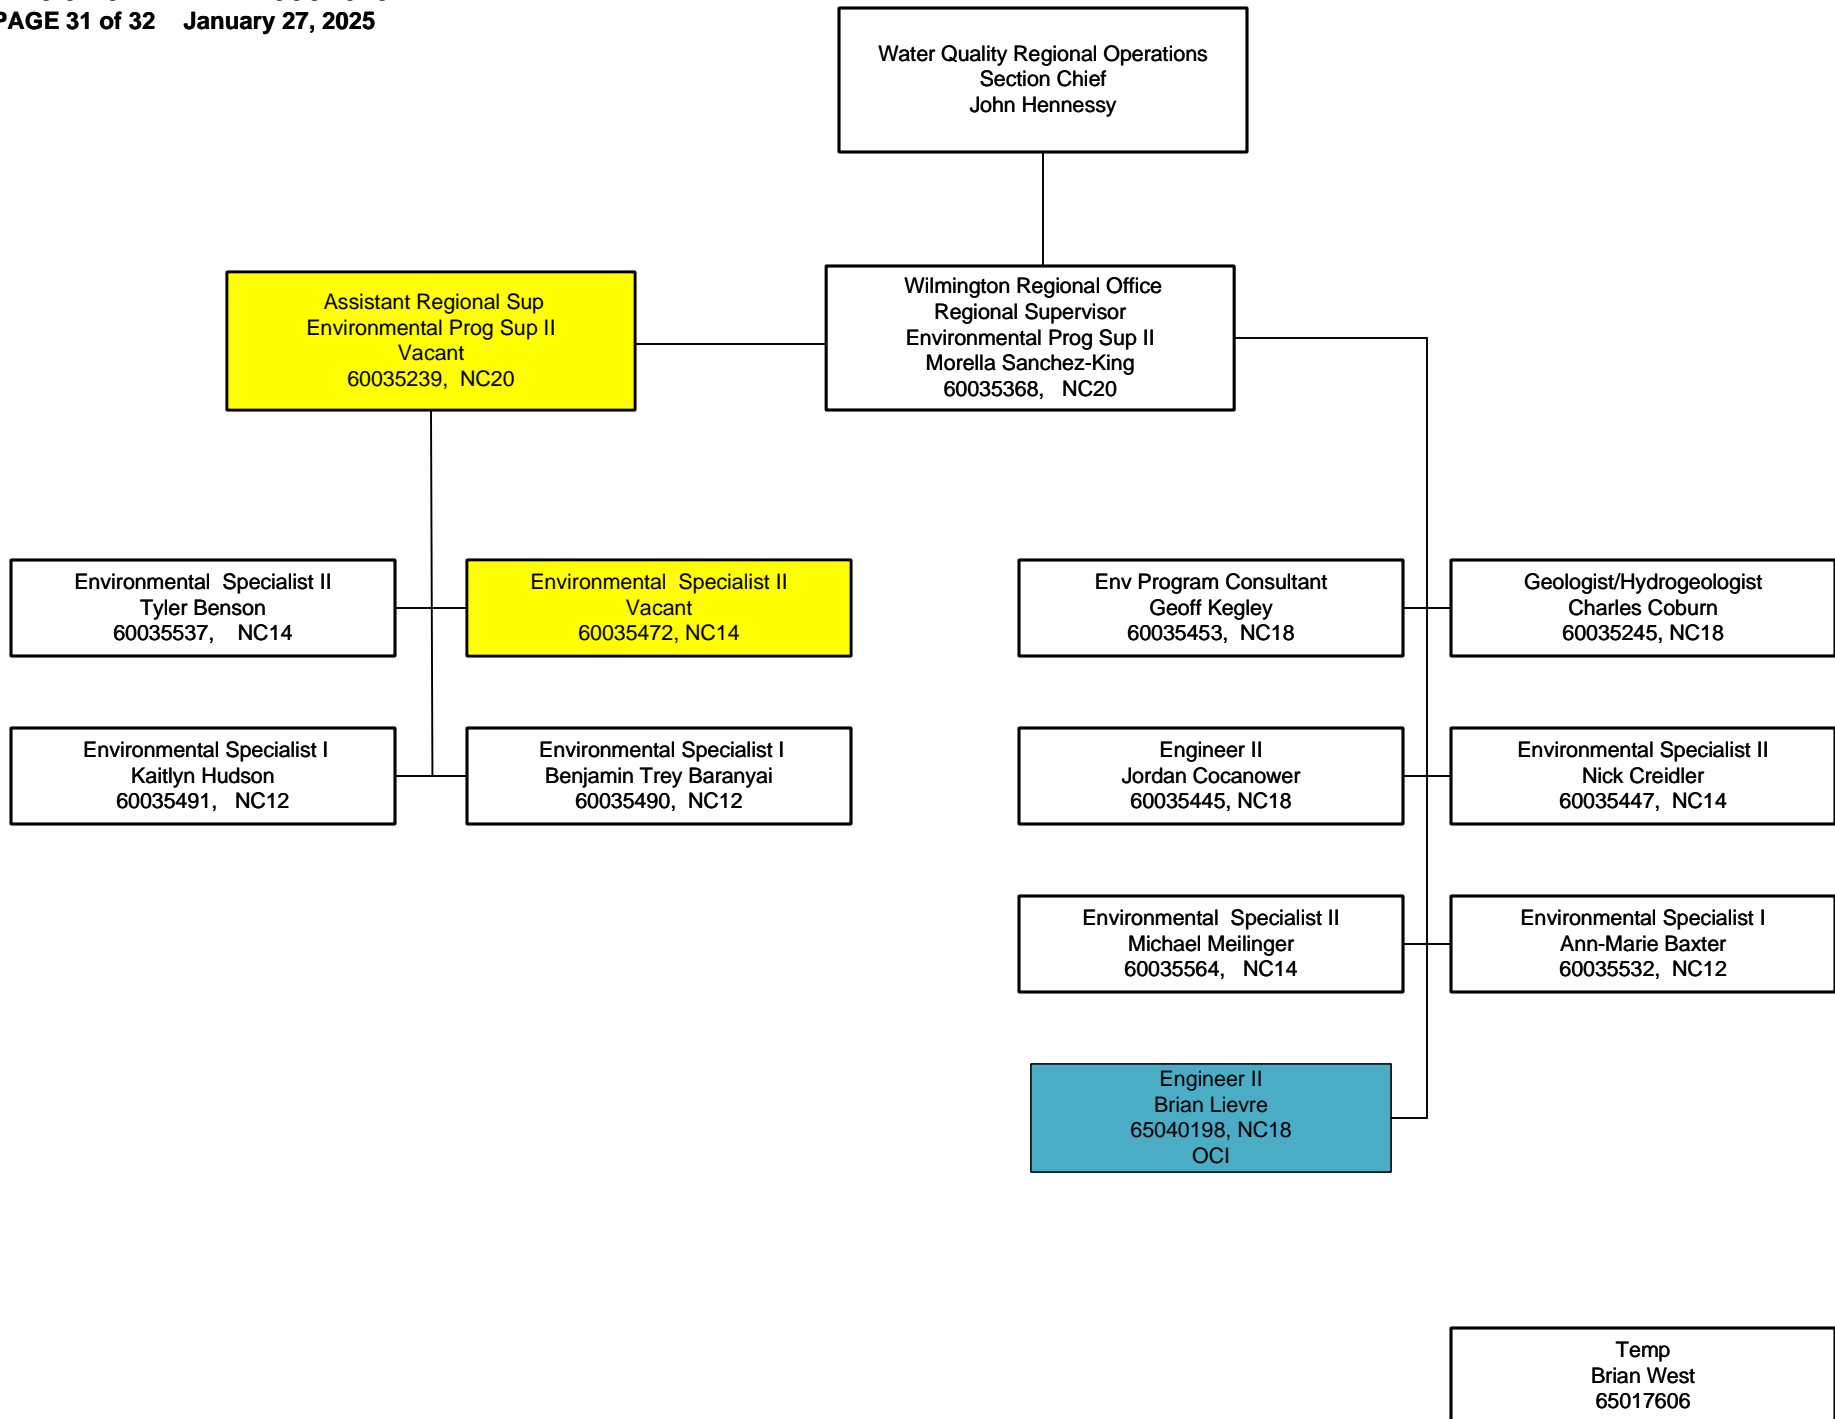 PAGE 31 of 32 January 27, 2025
Water Quality Regional Operations
Section Chief
John Hennessy
Assistant Regional Sup
Environmental Prog Sup II
Vacant
60035239, NC20
Wilmington Regional Office
Regional Supervisor
Environmental Prog Sup II
Morella Sanchez-King
60035368, NC20
Environmental Specialist II
Tyler Benson
60035537, NC14
Environmental Specialist II
Vacant
60035472, NC14
Env Program Consultant
Geoff Kegley
60035453, NC18
Geologist/Hydrogeologist
Charles Coburn
60035245, NC18
Environmental Specialist I
Kaitlyn Hudson
60035491, NC12
Environmental Specialist I
Benjamin Trey Baranyai
60035490, NC12
Engineer II
Jordan Cocanower
60035445, NC18
Environmental Specialist II
Nick Creidler
60035447, NC14
Environmental Specialist II
Michael Meilinger
60035564, NC14
Environmental Specialist I
Ann-Marie Baxter
60035532, NC12
Engineer II
Brian Lievre
65040198, NC18
OCI
Temp
Brian West
65017606